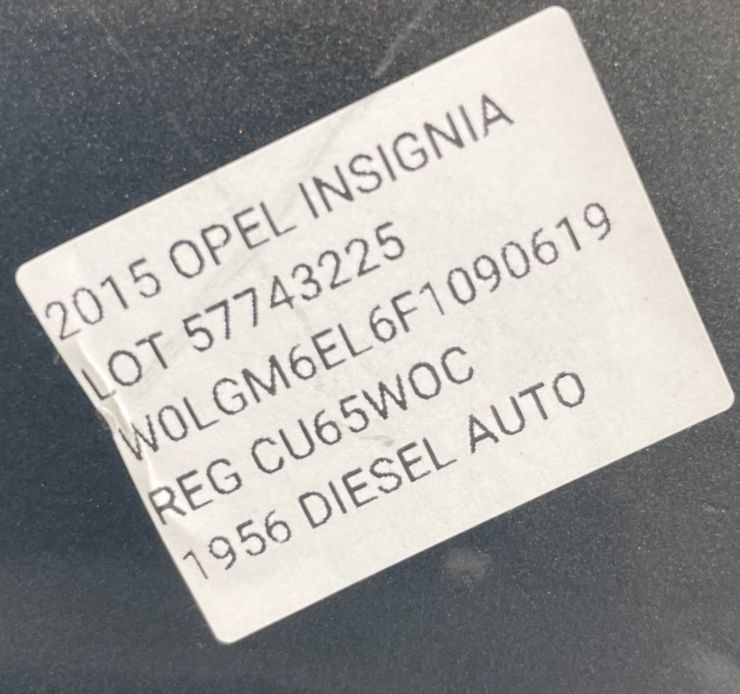 2015 OPEL INSIGNIA
LOT 57743225
W0LGM6EL6F1090619
REG CU65WOC
1956 DIESEL AUTO